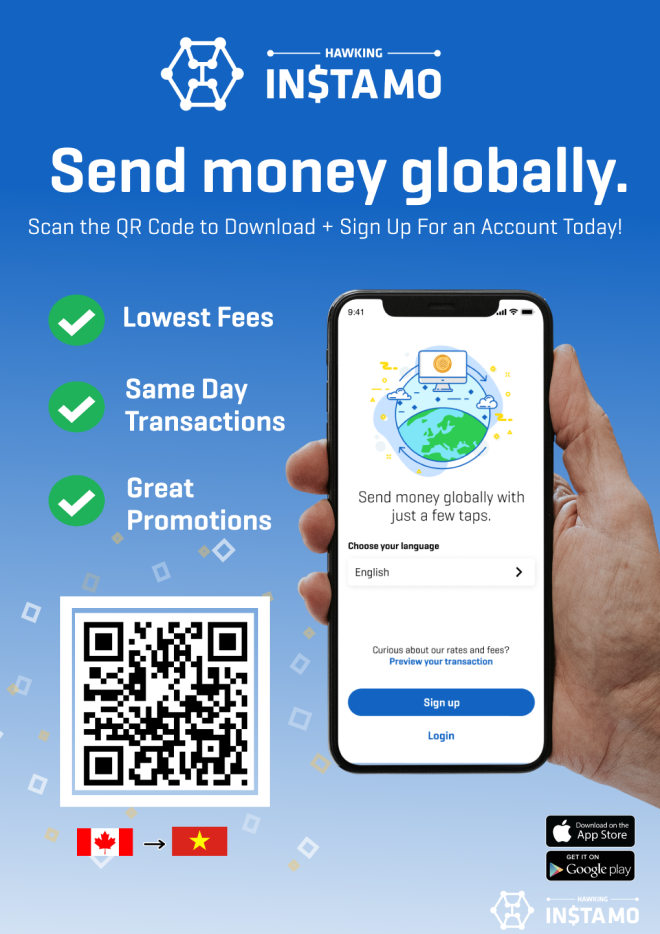 HAWKING
IN$TAMO
Send money globally.
Scan the QR Code to Download + Sign Up For an Account Today!
Lowest Fees
Same Day
Transactions
Great
Promotions
9:41
Send money globally with
just a few taps.
Choose your language
English
Curious about our rates and fees?
Preview your transaction
Sign up
Login
Download on the
App Store
GET IT ON
Google play
HAWKING
IN$TAMO